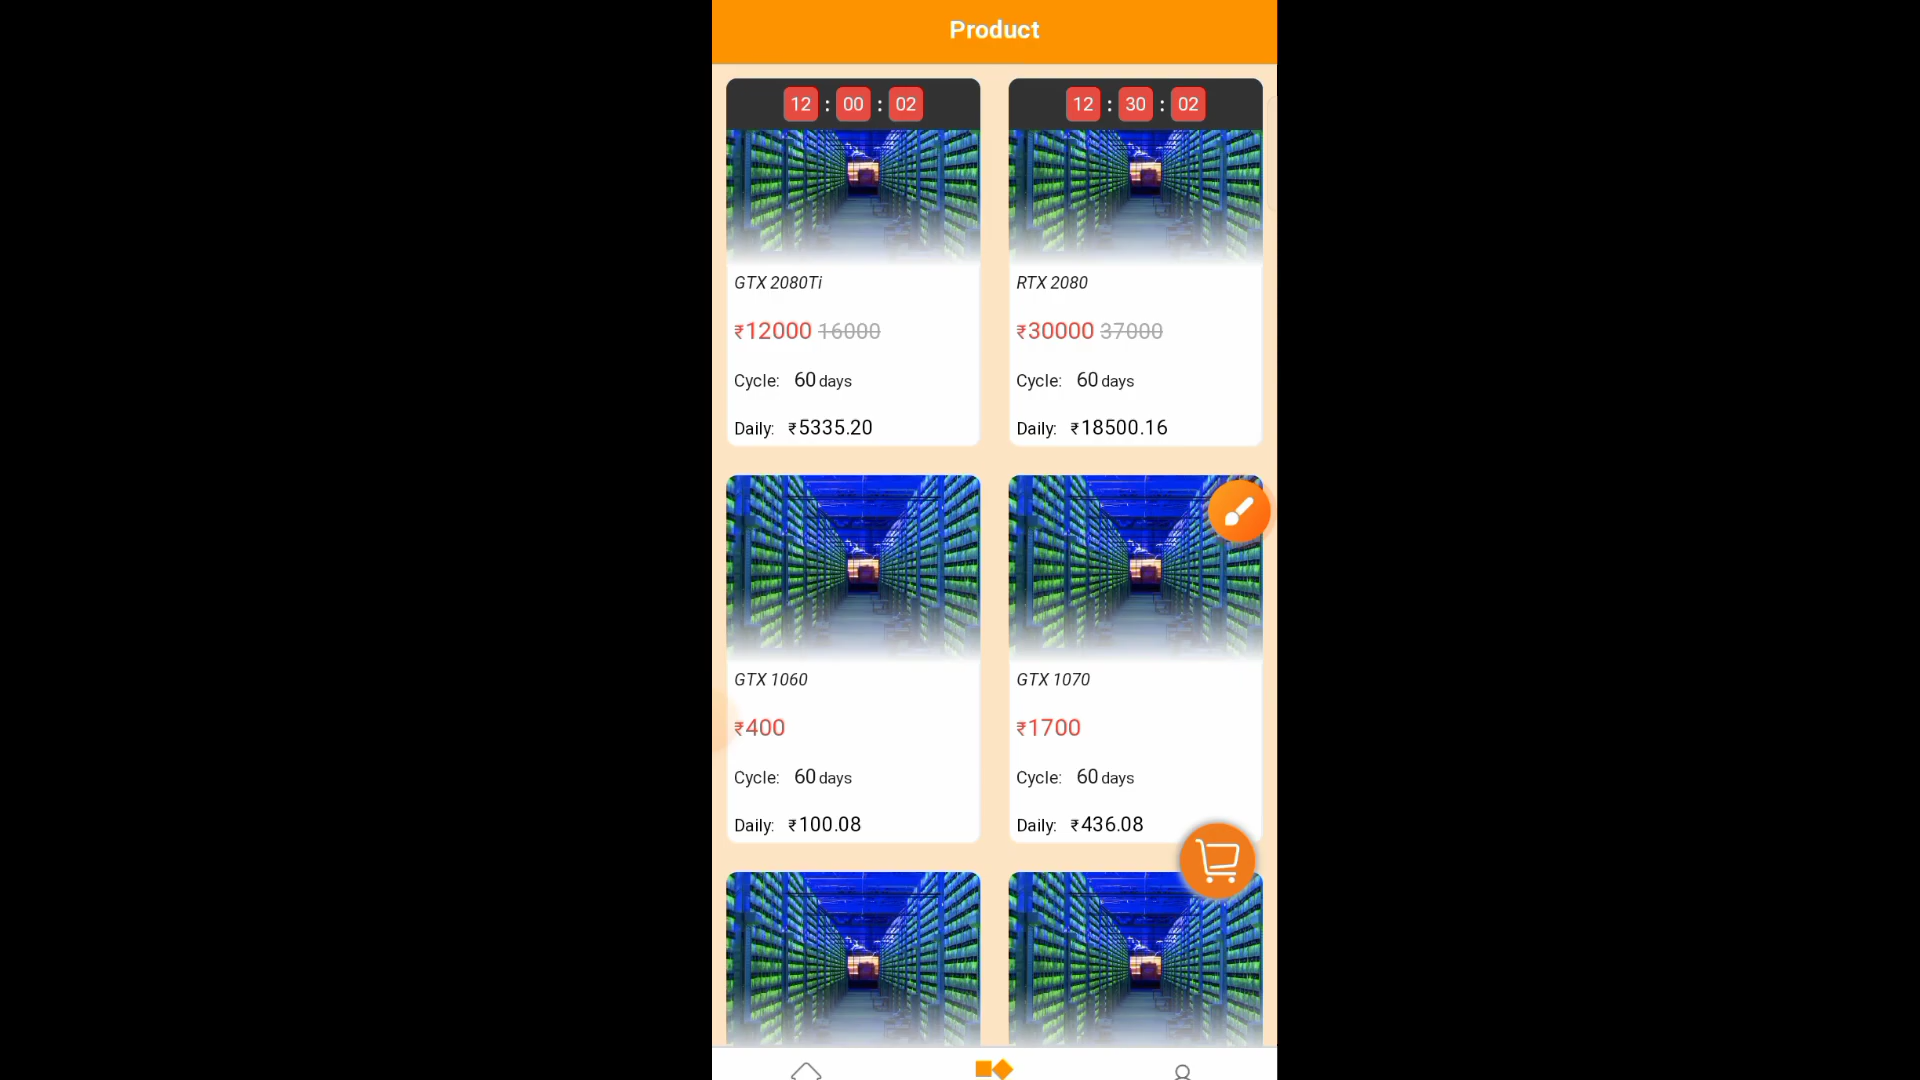 Product
12 : 00 : 02
12 : 30 : 02
GTX 2080Ti
₹12000 16000
Cycle: 60 days
Daily: ₹5335.20
RTX 2080
₹30000 37000
Cycle: 60 days
Daily: ₹18500.16
GTX 1060
₹400
Cycle: 60 days
Daily: ₹100.08
GTX 1070
₹1700
Cycle: 60 days
Daily: ₹436.08